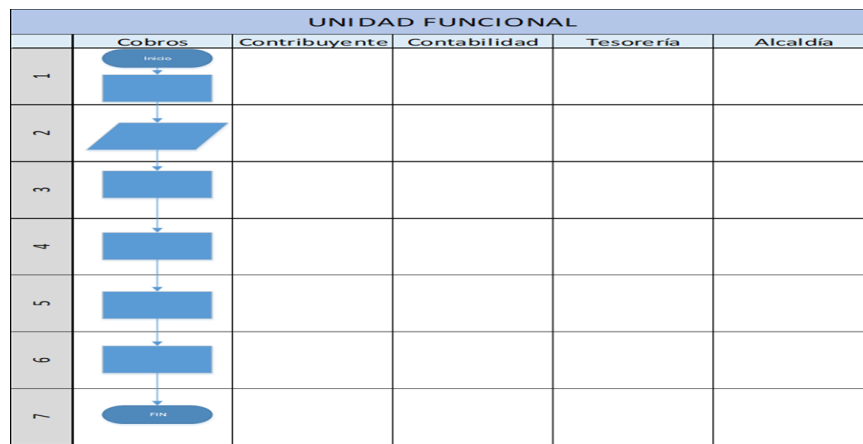 UNIDAD FUNCIONAL
Cobros Contribuyente Contabilidad Tesorería Alcaldía
Inicio
1
2
3
4
5
6
7
FIN